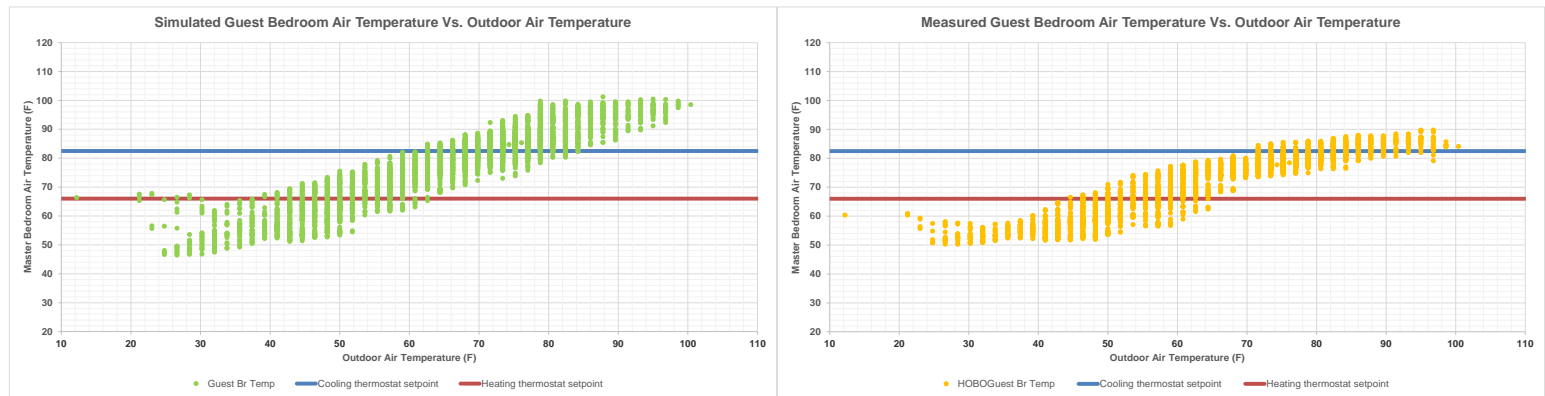 Simulated Guest Bedroom Air Temperature Vs. Outdoor Air Temperature
Master Bedroom Air Temperature (F)
120
110
100
90
80
70
60
50
40
30
20
10 20 30 40 50 60 70 80 90 100 110
Outdoor Air Temperature (F)
Guest Br Temp Cooling thermostat setpoint Heating thermostat setpoint
Measured Guest Bedroom Air Temperature Vs. Outdoor Air Temperature
Master Bedroom Air Temperature (F)
120
110
100
90
80
70
60
50
40
30
20
10 20 30 40 50 60 70 80 90 100 110
Outdoor Air Temperature (F)
HOBOGuest Br Temp Cooling thermostat setpoint Heating thermostat setpoint